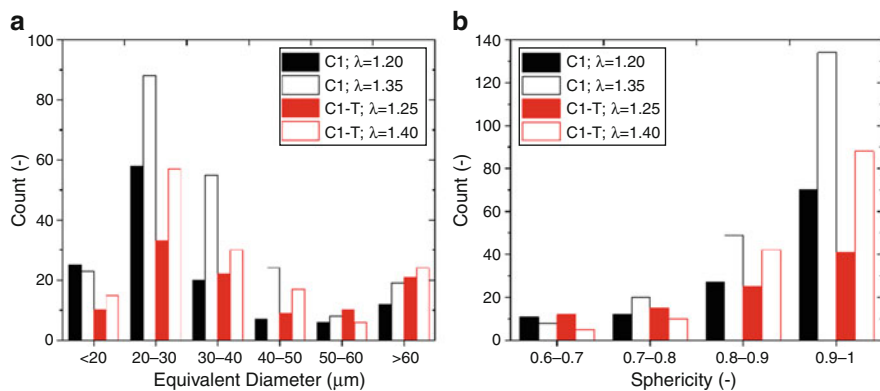 a
100
80
60
40
20
0
Count (-)
C1; λ=1.20
C1; λ=1.35
C1-T; λ=1.25
C1-T; λ=1.40
<20 20–30 30–40 40–50 50–60 >60
Equivalent Diameter (μm)
b
140
120
100
80
60
40
20
0
Count (-)
C1; λ=1.20
C1; λ=1.35
C1-T; λ=1.25
C1-T; λ=1.40
0.6–0.7 0.7–0.8 0.8–0.9 0.9–1
Sphericity (-)